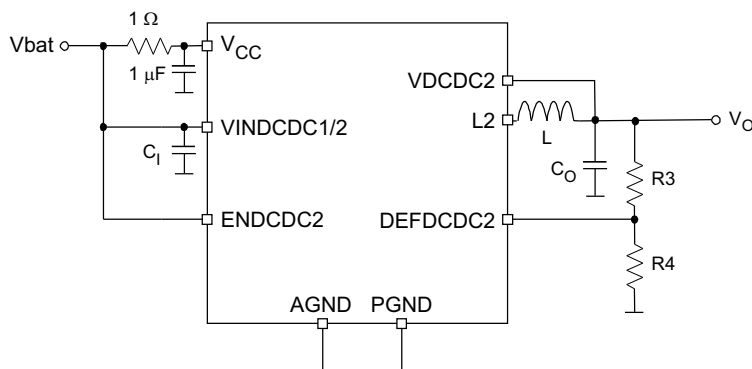 1 Ω
Vbat
VCC
1 μF
VDCDC2
L2
VO
VINDCDC1/2
L
CI
CO
R3
ENDCDC2
DEFDCDC2
R4
AGND
PGND